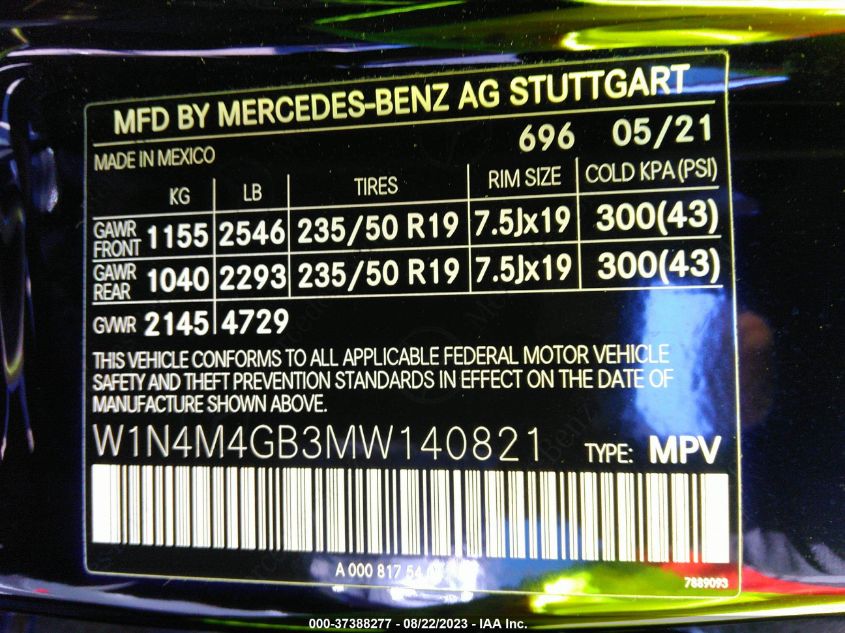 MFD BY MERCEDES-BENZ AG STUTTGART
696 05/21
MADE IN MEXICO
KG LB TIRES RIM SIZE COLD KPA (PSI)
GAWR FRONT 1155 2546 235/50 R19 7.5Jx19 300(43)
GAWR REAR 1040 2293 235/50 R19 7.5Jx19 300(43)
GVWR 2145 4729
THIS VEHICLE CONFORMS TO ALL APPLICABLE FEDERAL MOTOR VEHICLE
SAFETY AND THEFT PREVENTION STANDARDS IN EFFECT ON THE DATE OF
MANUFACTURE SHOWN ABOVE.
W1N4M4GB3MW140821 TYPE: MPV
A 000 817 54
7889093
000-37388277 - 08/22/2023 - IAA Inc.